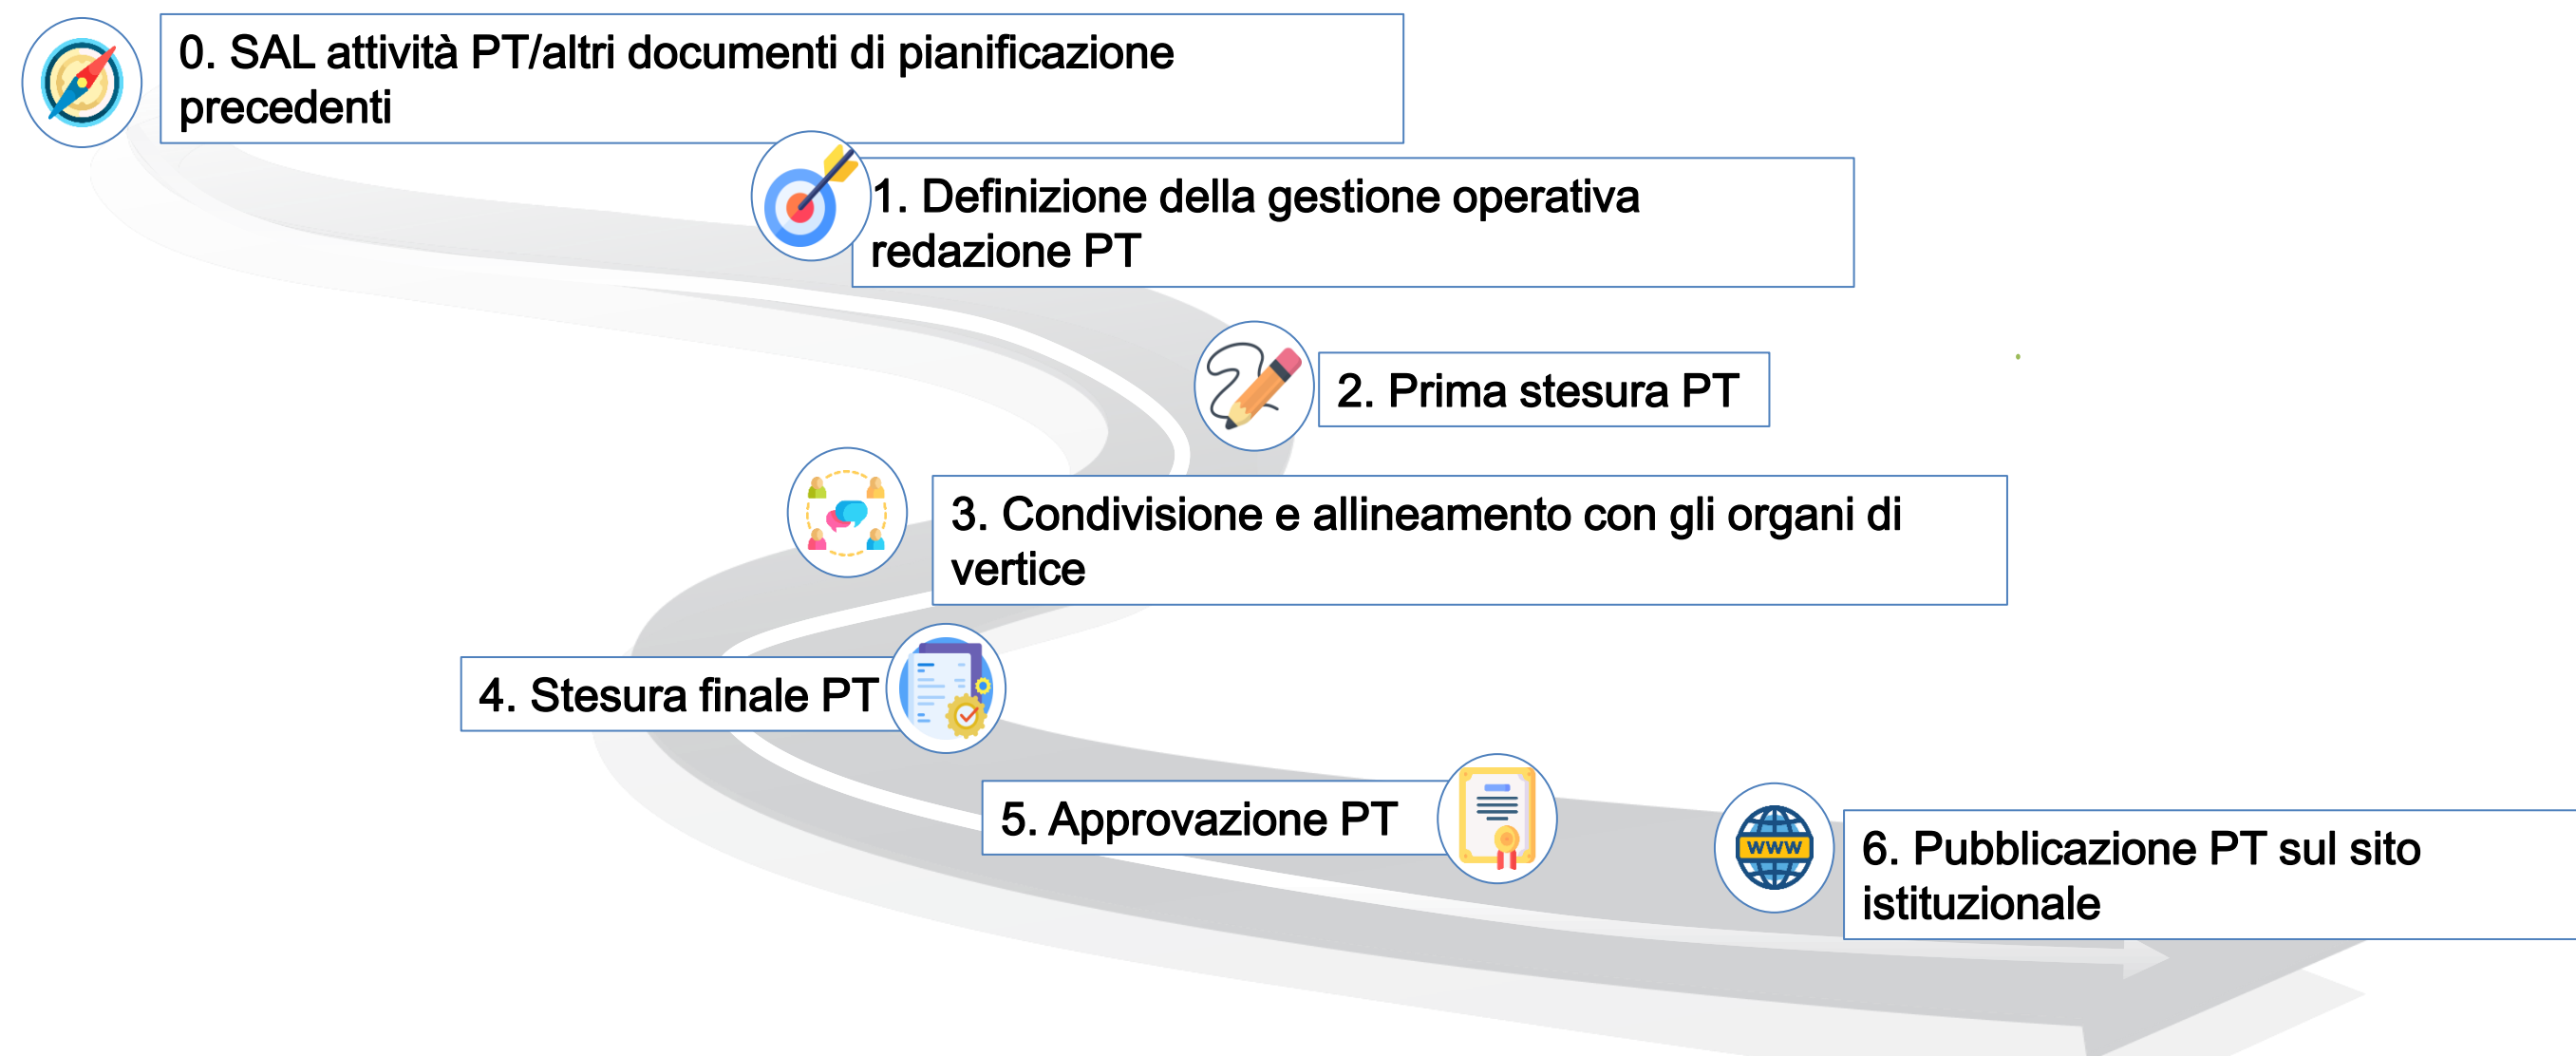 0. SAL attività PT/altri documenti di pianificazione
precedenti
1. Definizione della gestione operativa
redazione PT
2. Prima stesura PT
3. Condivisione e allineamento con gli organi di
vertice
4. Stesura finale PT
5. Approvazione PT
WWW
6. Pubblicazione PT sul sito
istituzionale